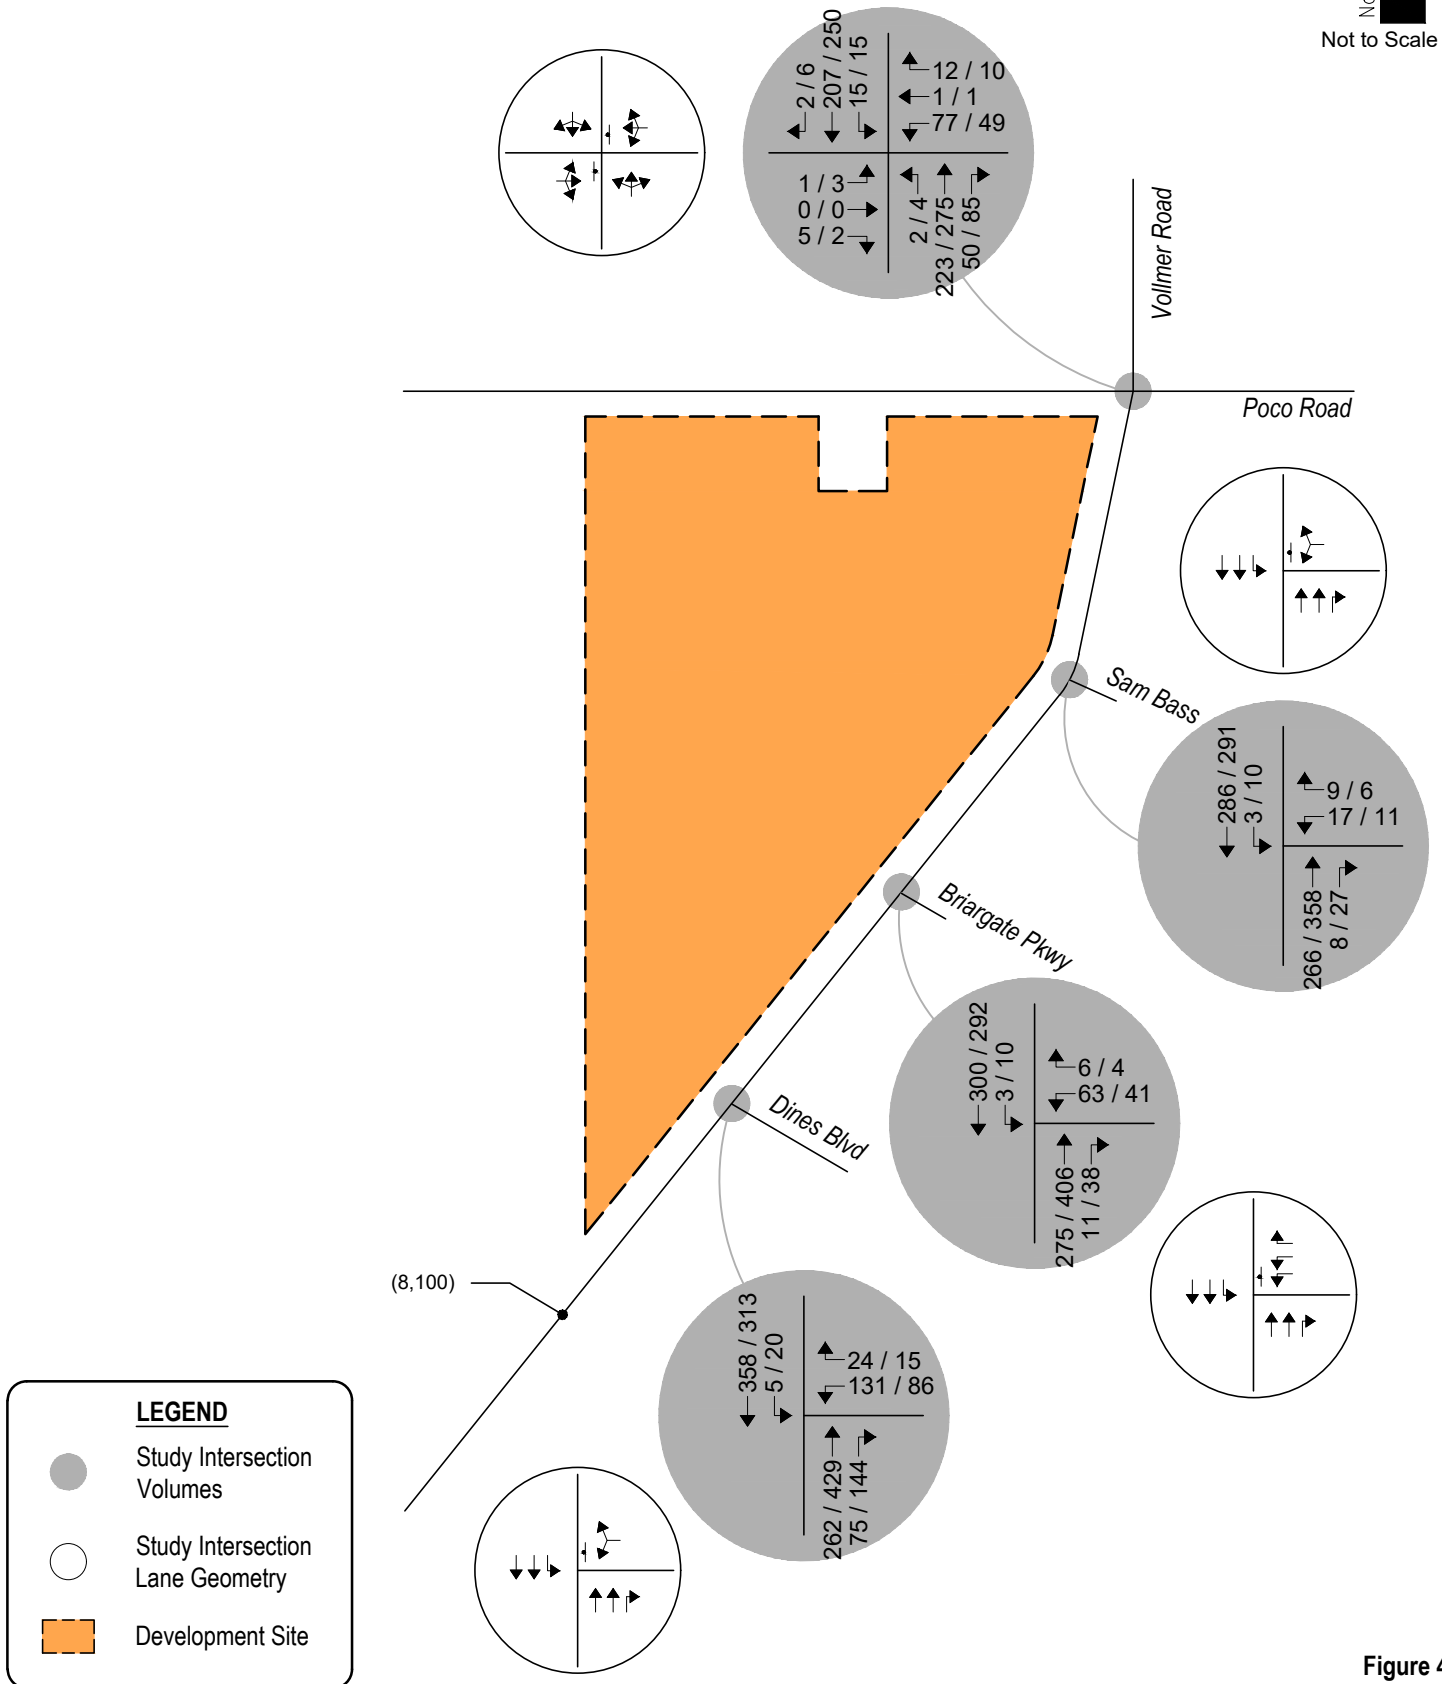 No
Not to Scale
2 / 6
207 / 250
15 / 15
12 / 10
1 / 1
77 / 49
1 / 3
0 / 0
5 / 2
2 / 4
223 / 275
50 / 85
Vollmer Road
Poco Road
Sam Bass
286 / 291
3 / 10
9 / 6
17 / 11
266 / 358
8 / 27
Briargate Pkwy
300 / 292
3 / 10
6 / 4
63 / 41
275 / 406
11 / 38
Dines Blvd
(8,100)
358 / 313
5 / 20
24 / 15
131 / 86
262 / 429
75 / 144
LEGEND
Study Intersection
Volumes
Study Intersection
Lane Geometry
Development Site
Figure 4